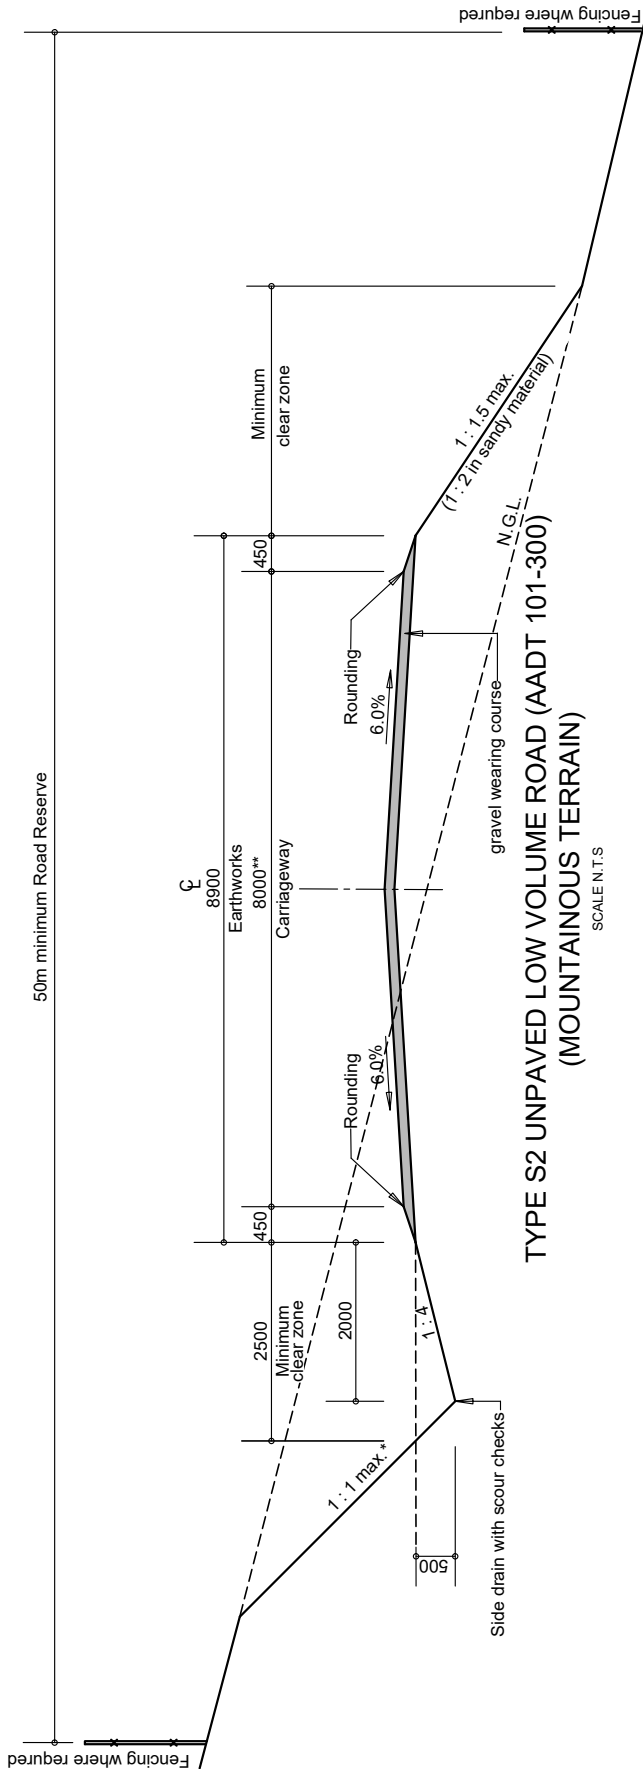 50m minimum Road Reserve
Fencing where requred
Fencing where requred
℄
8900
Earthworks
8000**
Carriageway
450
450
2500
Minimum
clear zone
2000
Minimum
clear zone
Rounding
Rounding
6.0%
6.0%
1 : 1 max.*
1 : 4
500
Side drain with scour checks
gravel wearing course
N.G.L.
1 : 1.5 max.
(1 : 2 in sandy material)
TYPE S2 UNPAVED LOW VOLUME ROAD (AADT 101-300)
(MOUNTAINOUS TERRAIN)
SCALE N.T.S